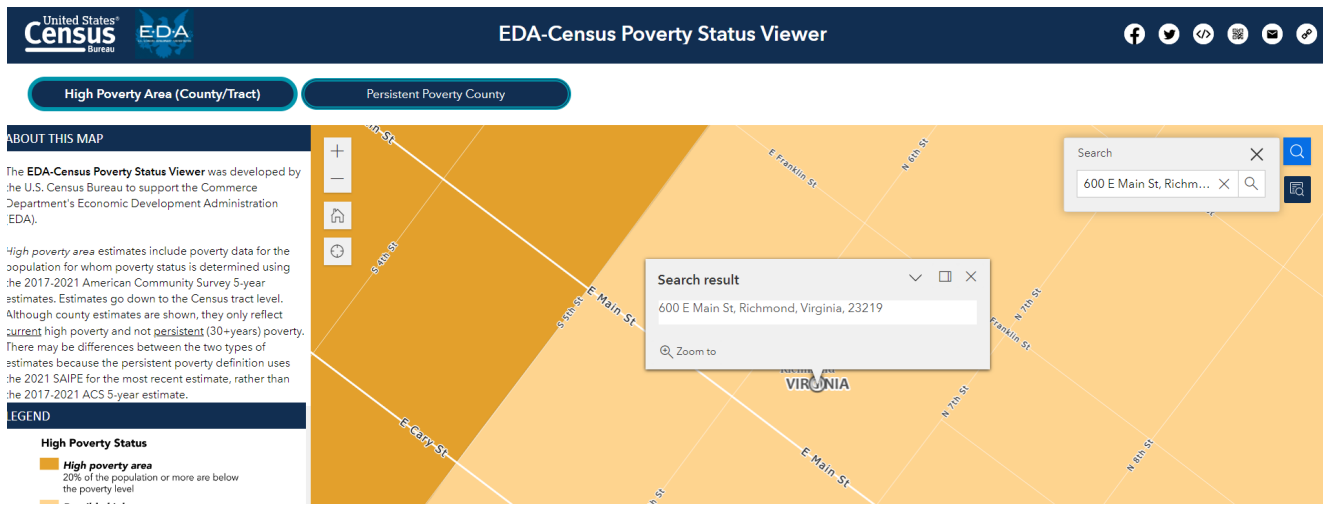 United States®
Census
Bureau
E·D·A
EDA-Census Poverty Status Viewer
High Poverty Area (County/Tract)
Persistent Poverty County
ABOUT THIS MAP
The EDA-Census Poverty Status Viewer was developed by
the U.S. Census Bureau to support the Commerce
Department's Economic Development Administration
(EDA).
High poverty area estimates include poverty data for the
population for whom poverty status is determined using
the 2017-2021 American Community Survey 5-year
estimates. Estimates go down to the Census tract level.
Although county estimates are shown, they only reflect
current high poverty and not persistent (30+years) poverty.
There may be differences between the two types of
estimates because the persistent poverty definition uses
the 2021 SAIPE for the most recent estimate, rather than
the 2017-2021 ACS 5-year estimate.
LEGEND
High Poverty Status
High poverty area
20% of the population or more are below
the poverty level
in St
E Franklin St
N 6th St
S 4th St
S 5th St
E Main St
Search
600 E Main St, Richm...
Search result
600 E Main St, Richmond, Virginia, 23219
Zoom to
N 7th St
Franklin St
VIRGINIA
N 7th St
E Cary St
E Main St
N 8th St
St